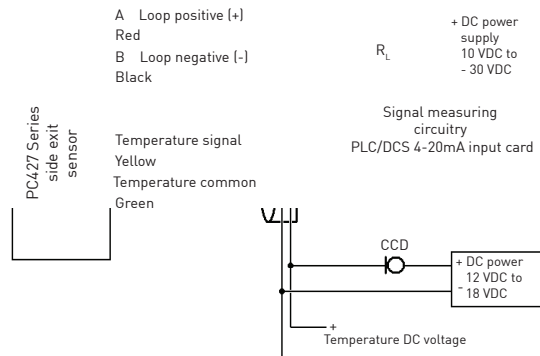 A Loop positive (+)
Red
B Loop negative (-)
Black
R_L
+ DC power
supply
10 VDC to
- 30 VDC
PC427 Series
side exit
sensor
Signal measuring
circuitry
PLC/DCS 4-20mA input card
Temperature signal
Yellow
Temperature common
Green
CCD
+ DC power
12 VDC to
- 18 VDC
+
Temperature DC voltage